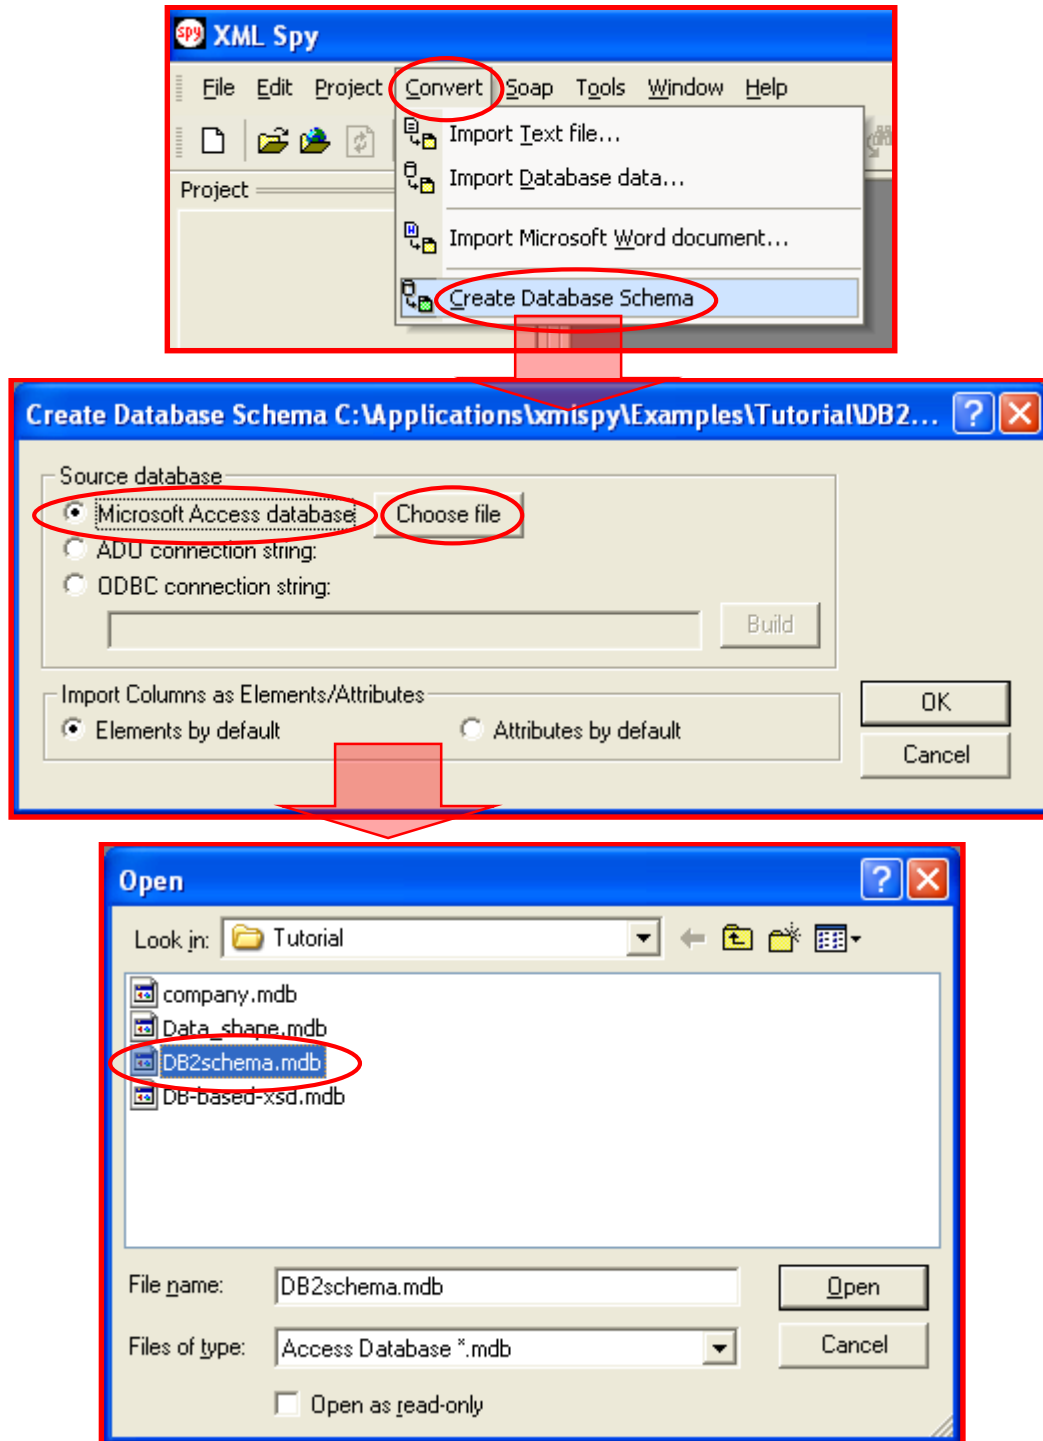 spy XML Spy
File Edit Project Convert Soap Tools Window Help
Import Text file...
Project
Import Database data...
Import Microsoft Word document...
Create Database Schema
Create Database Schema C:\Applications\xmlspy\Examples\Tutorial\DB2...
Source database
Microsoft Access database Choose file
ADO connection string:
ODBC connection string:
Build
Import Columns as Elements/Attributes
Elements by default Attributes by default
OK
Cancel
Open
Look in: Tutorial
company.mdb
Data_shape.mdb
DB2schema.mdb
DB-based-xsd.mdb
File name: DB2schema.mdb Open
Files of type: Access Database *.mdb Cancel
Open as read-only